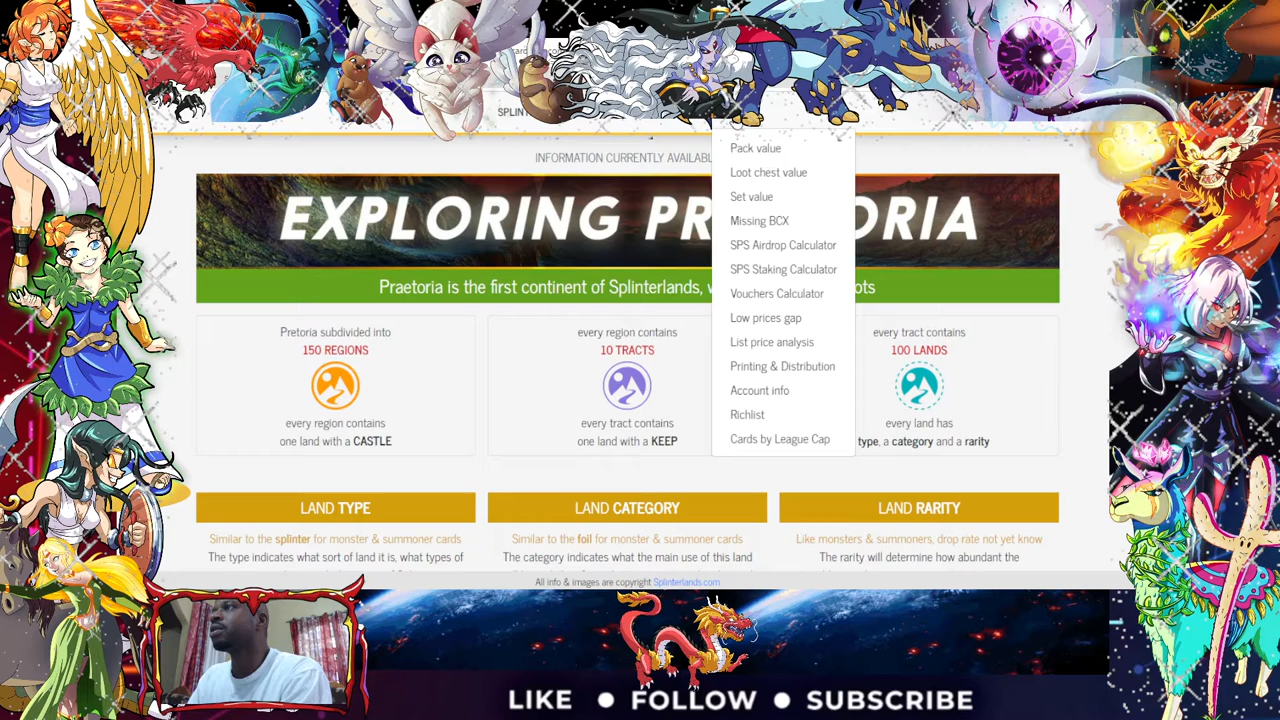 SPLINT
INFORMATION CURRENTLY AVAILABL
Pack value
Loot chest value
Set value
Missing BCX
SPS Airdrop Calculator
SPS Staking Calculator
Vouchers Calculator
Low prices gap
List price analysis
Printing & Distribution
Account info
Richlist
Cards by League Cap
EXPLORING PR ORIA
Praetoria is the first continent of Splinterlands, w ots
Pretoria subdivided into
150 REGIONS
every region contains
one land with a CASTLE
every region contains
10 TRACTS
every tract contains
one land with a KEEP
every tract contains
100 LANDS
every land has
type, a category and a rarity
LAND TYPE
Similar to the splinter for monster & summoner cards
The type indicates what sort of land it is, what types of
LAND CATEGORY
Similar to the foil for monster & summoner cards
The category indicates what the main use of this land
LAND RARITY
Like monsters & summoners, drop rate not yet know
The rarity will determine how abundant the
All info & images are copyright Splinterlands.com
LIKE ● FOLLOW ● SUBSCRIBE